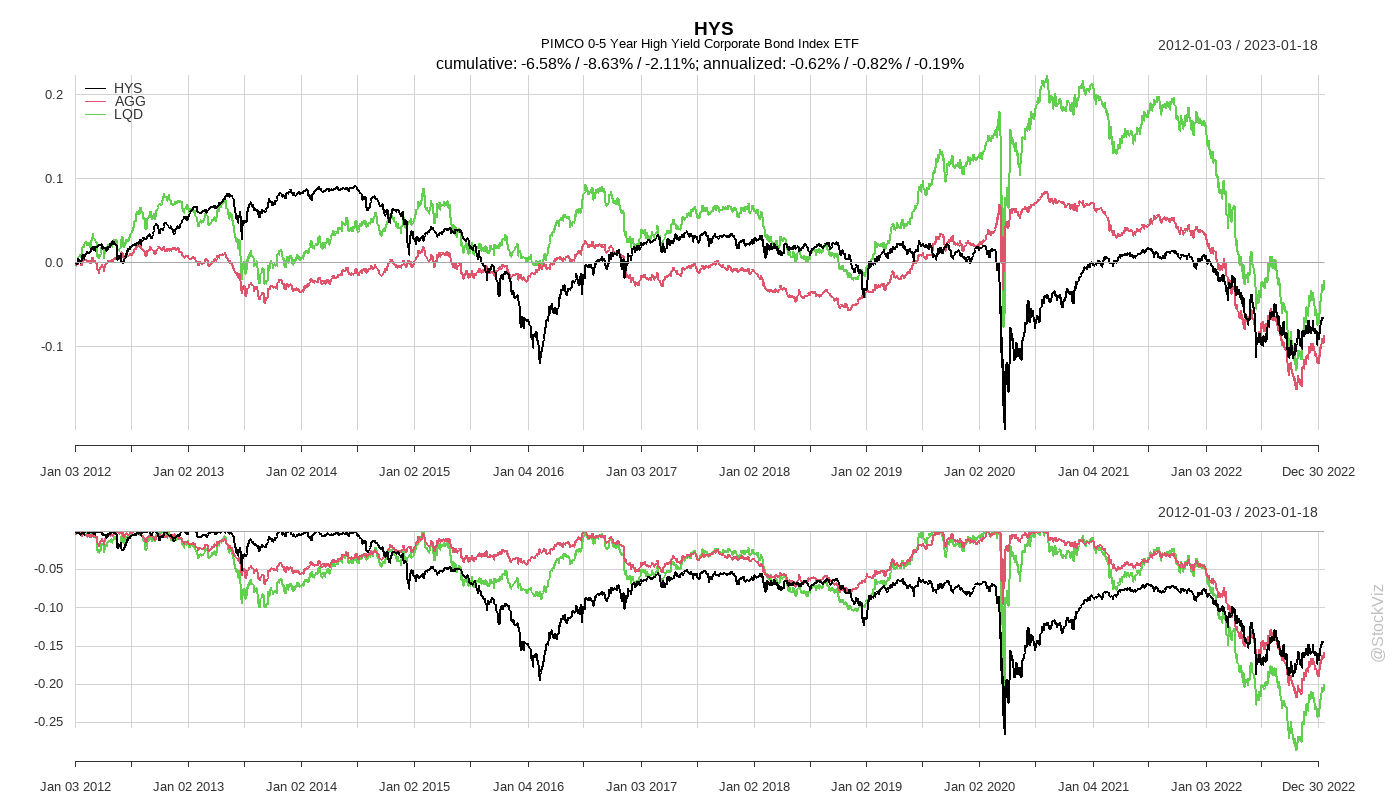 HYS
PIMCO 0-5 Year High Yield Corporate Bond Index ETF
2012-01-03 / 2023-01-18
cumulative: -6.58% / -8.63% / -2.11%; annualized: -0.62% / -0.82% / -0.19%
HYS
AGG
LQD
0.2
0.1
0.0
-0.1
Jan 03 2012 Jan 02 2013 Jan 02 2014 Jan 02 2015 Jan 04 2016 Jan 03 2017 Jan 02 2018 Jan 02 2019 Jan 02 2020 Jan 04 2021 Jan 03 2022 Dec 30 2022
2012-01-03 / 2023-01-18
-0.05
-0.10
-0.15
-0.20
-0.25
Jan 03 2012 Jan 02 2013 Jan 02 2014 Jan 02 2015 Jan 04 2016 Jan 03 2017 Jan 02 2018 Jan 02 2019 Jan 02 2020 Jan 04 2021 Jan 03 2022 Dec 30 2022
@StockViz